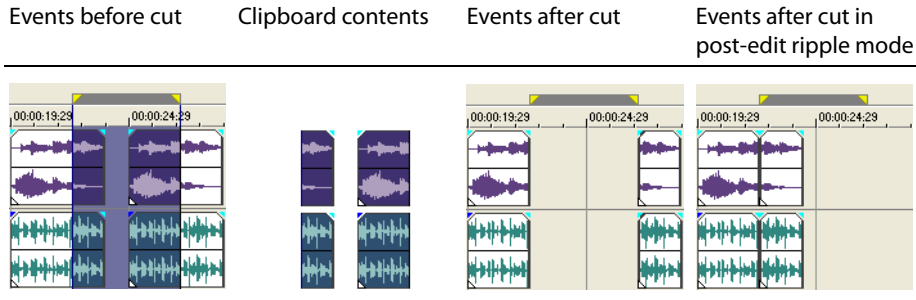 Events before cut
Clipboard contents
Events after cut
Events after cut in
post-edit ripple mode
00:00:19:29
00:00:24:29
00:00:19:29
00:00:24:29
00:00:19:29
00:00:24:29